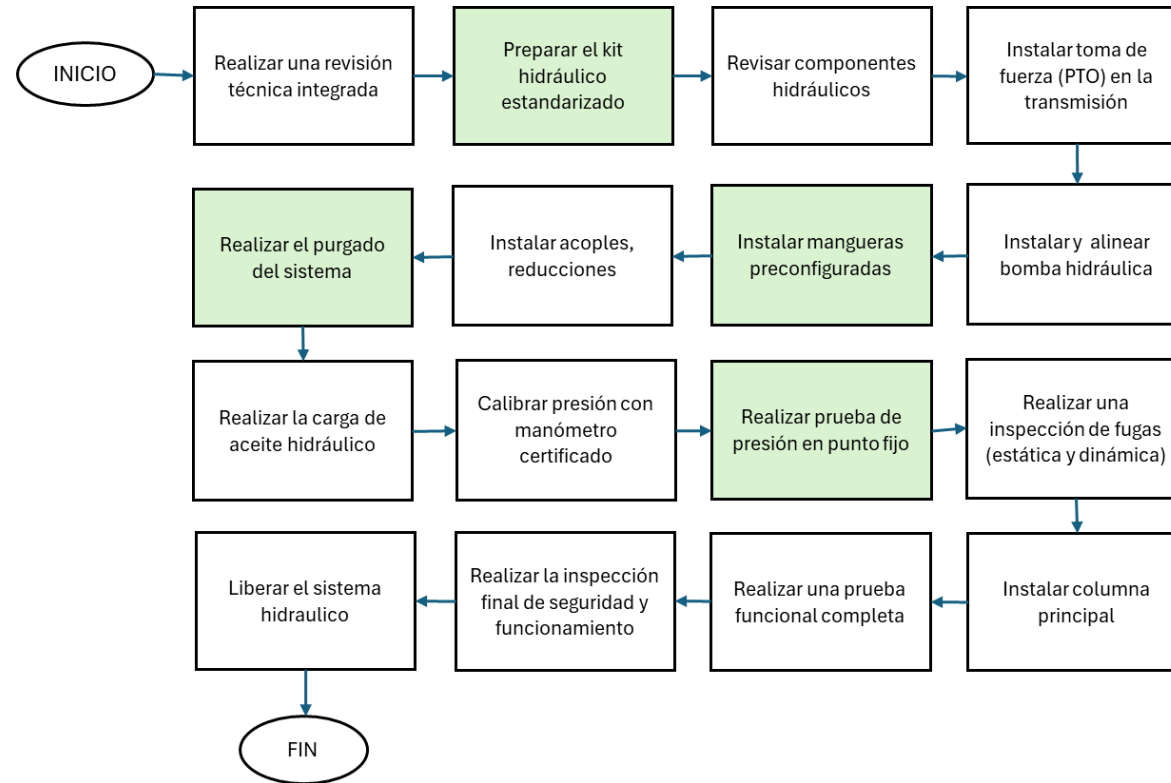 INICIO
Realizar una revisión
técnica integrada
Preparar el kit
hidráulico
estandarizado
Revisar componentes
hidráulicos
Instalar toma de
fuerza (PTO) en la
transmisión
Instalar y alinear
bomba hidráulica
Instalar mangueras
preconfiguradas
Instalar acoples,
reducciones
Realizar el purgado
del sistema
Realizar la carga de
aceite hidráulico
Calibrar presión con
manómetro
certificado
Realizar prueba de
presión en punto fijo
Realizar una
inspección de fugas
(estática y dinámica)
Instalar columna
principal
Realizar una prueba
funcional completa
Realizar la inspección
final de seguridad y
funcionamiento
Liberar el sistema
hidraulico
FIN